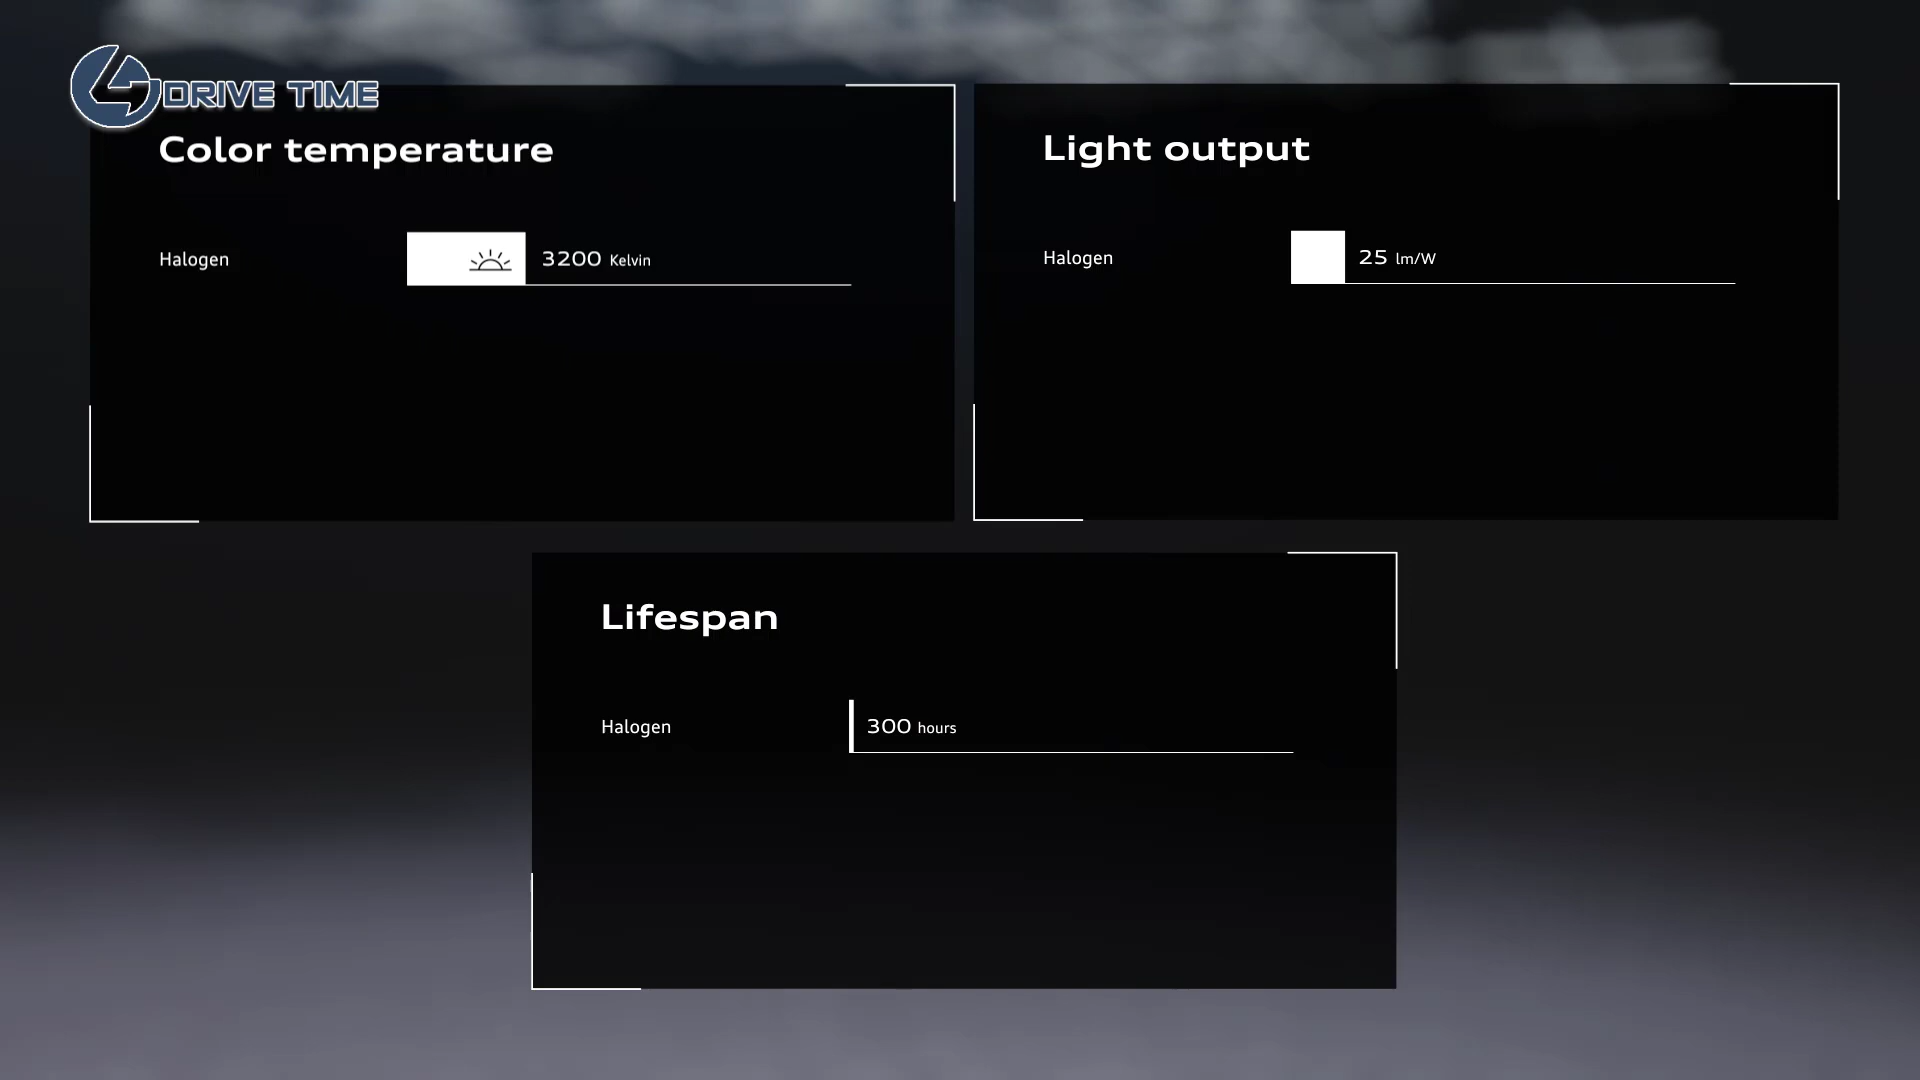 DRIVE TIME
Color temperature
Halogen 3200 Kelvin
Light output
Halogen 25 lm/W
Lifespan
Halogen 300 hours